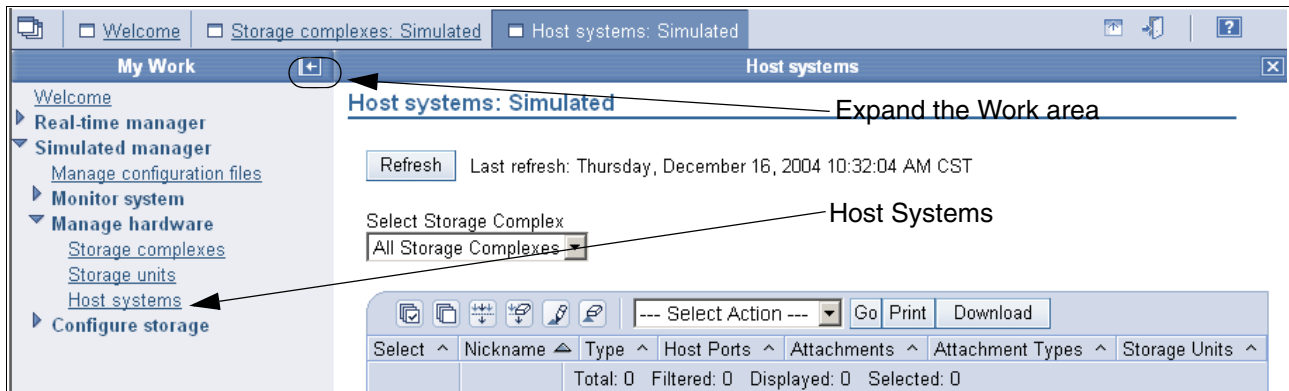 Welcome Storage complexes: Simulated Host systems: Simulated ?
My Work Host systems
Welcome
Real-time manager
Simulated manager
Manage configuration files
Monitor system
Manage hardware
Storage complexes
Storage units
Host systems
Configure storage
Host systems: Simulated
Expand the Work area
Refresh Last refresh: Thursday, December 16, 2004 10:32:04 AM CST
Select Storage Complex
Host Systems
All Storage Complexes
--- Select Action --- Go Print Download
Select Nickname Type Host Ports Attachments Attachment Types Storage Units
Total: 0 Filtered: 0 Displayed: 0 Selected: 0